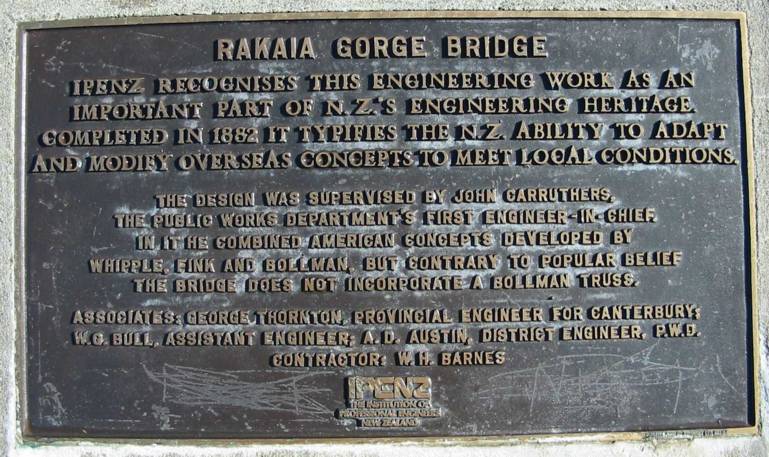 RAKAIA GORGE BRIDGE
IPENZ RECOGNISES THIS ENGINEERING WORK AS AN
IMPORTANT PART OF N.Z.'S ENGINEERING HERITAGE.
COMPLETED IN 1882 IT TYPIFIES THE N.Z. ABILITY TO ADAPT
AND MODIFY OVERSEAS CONCEPTS TO MEET LOCAL CONDITIONS.
THE DESIGN WAS SUPERVISED BY JOHN CARRUTHERS,
THE PUBLIC WORKS DEPARTMENT'S FIRST ENGINEER-IN-CHIEF.
IN IT HE COMBINED AMERICAN CONCEPTS DEVELOPED BY
WHIPPLE, FINK AND BOLLMAN, BUT CONTRARY TO POPULAR BELIEF
THE BRIDGE DOES NOT INCORPORATE A BOLLMAN TRUSS.
ASSOCIATES: GEORGE THORNTON, PROVINCIAL ENGINEER FOR CANTERBURY;
W.G. BULL, ASSISTANT ENGINEER; A.D. AUSTIN, DISTRICT ENGINEER, P.W.D.
CONTRACTOR: W.H. BARNES
IPENZ
THE INSTITUTION OF
PROFESSIONAL ENGINEERS
NEW ZEALAND